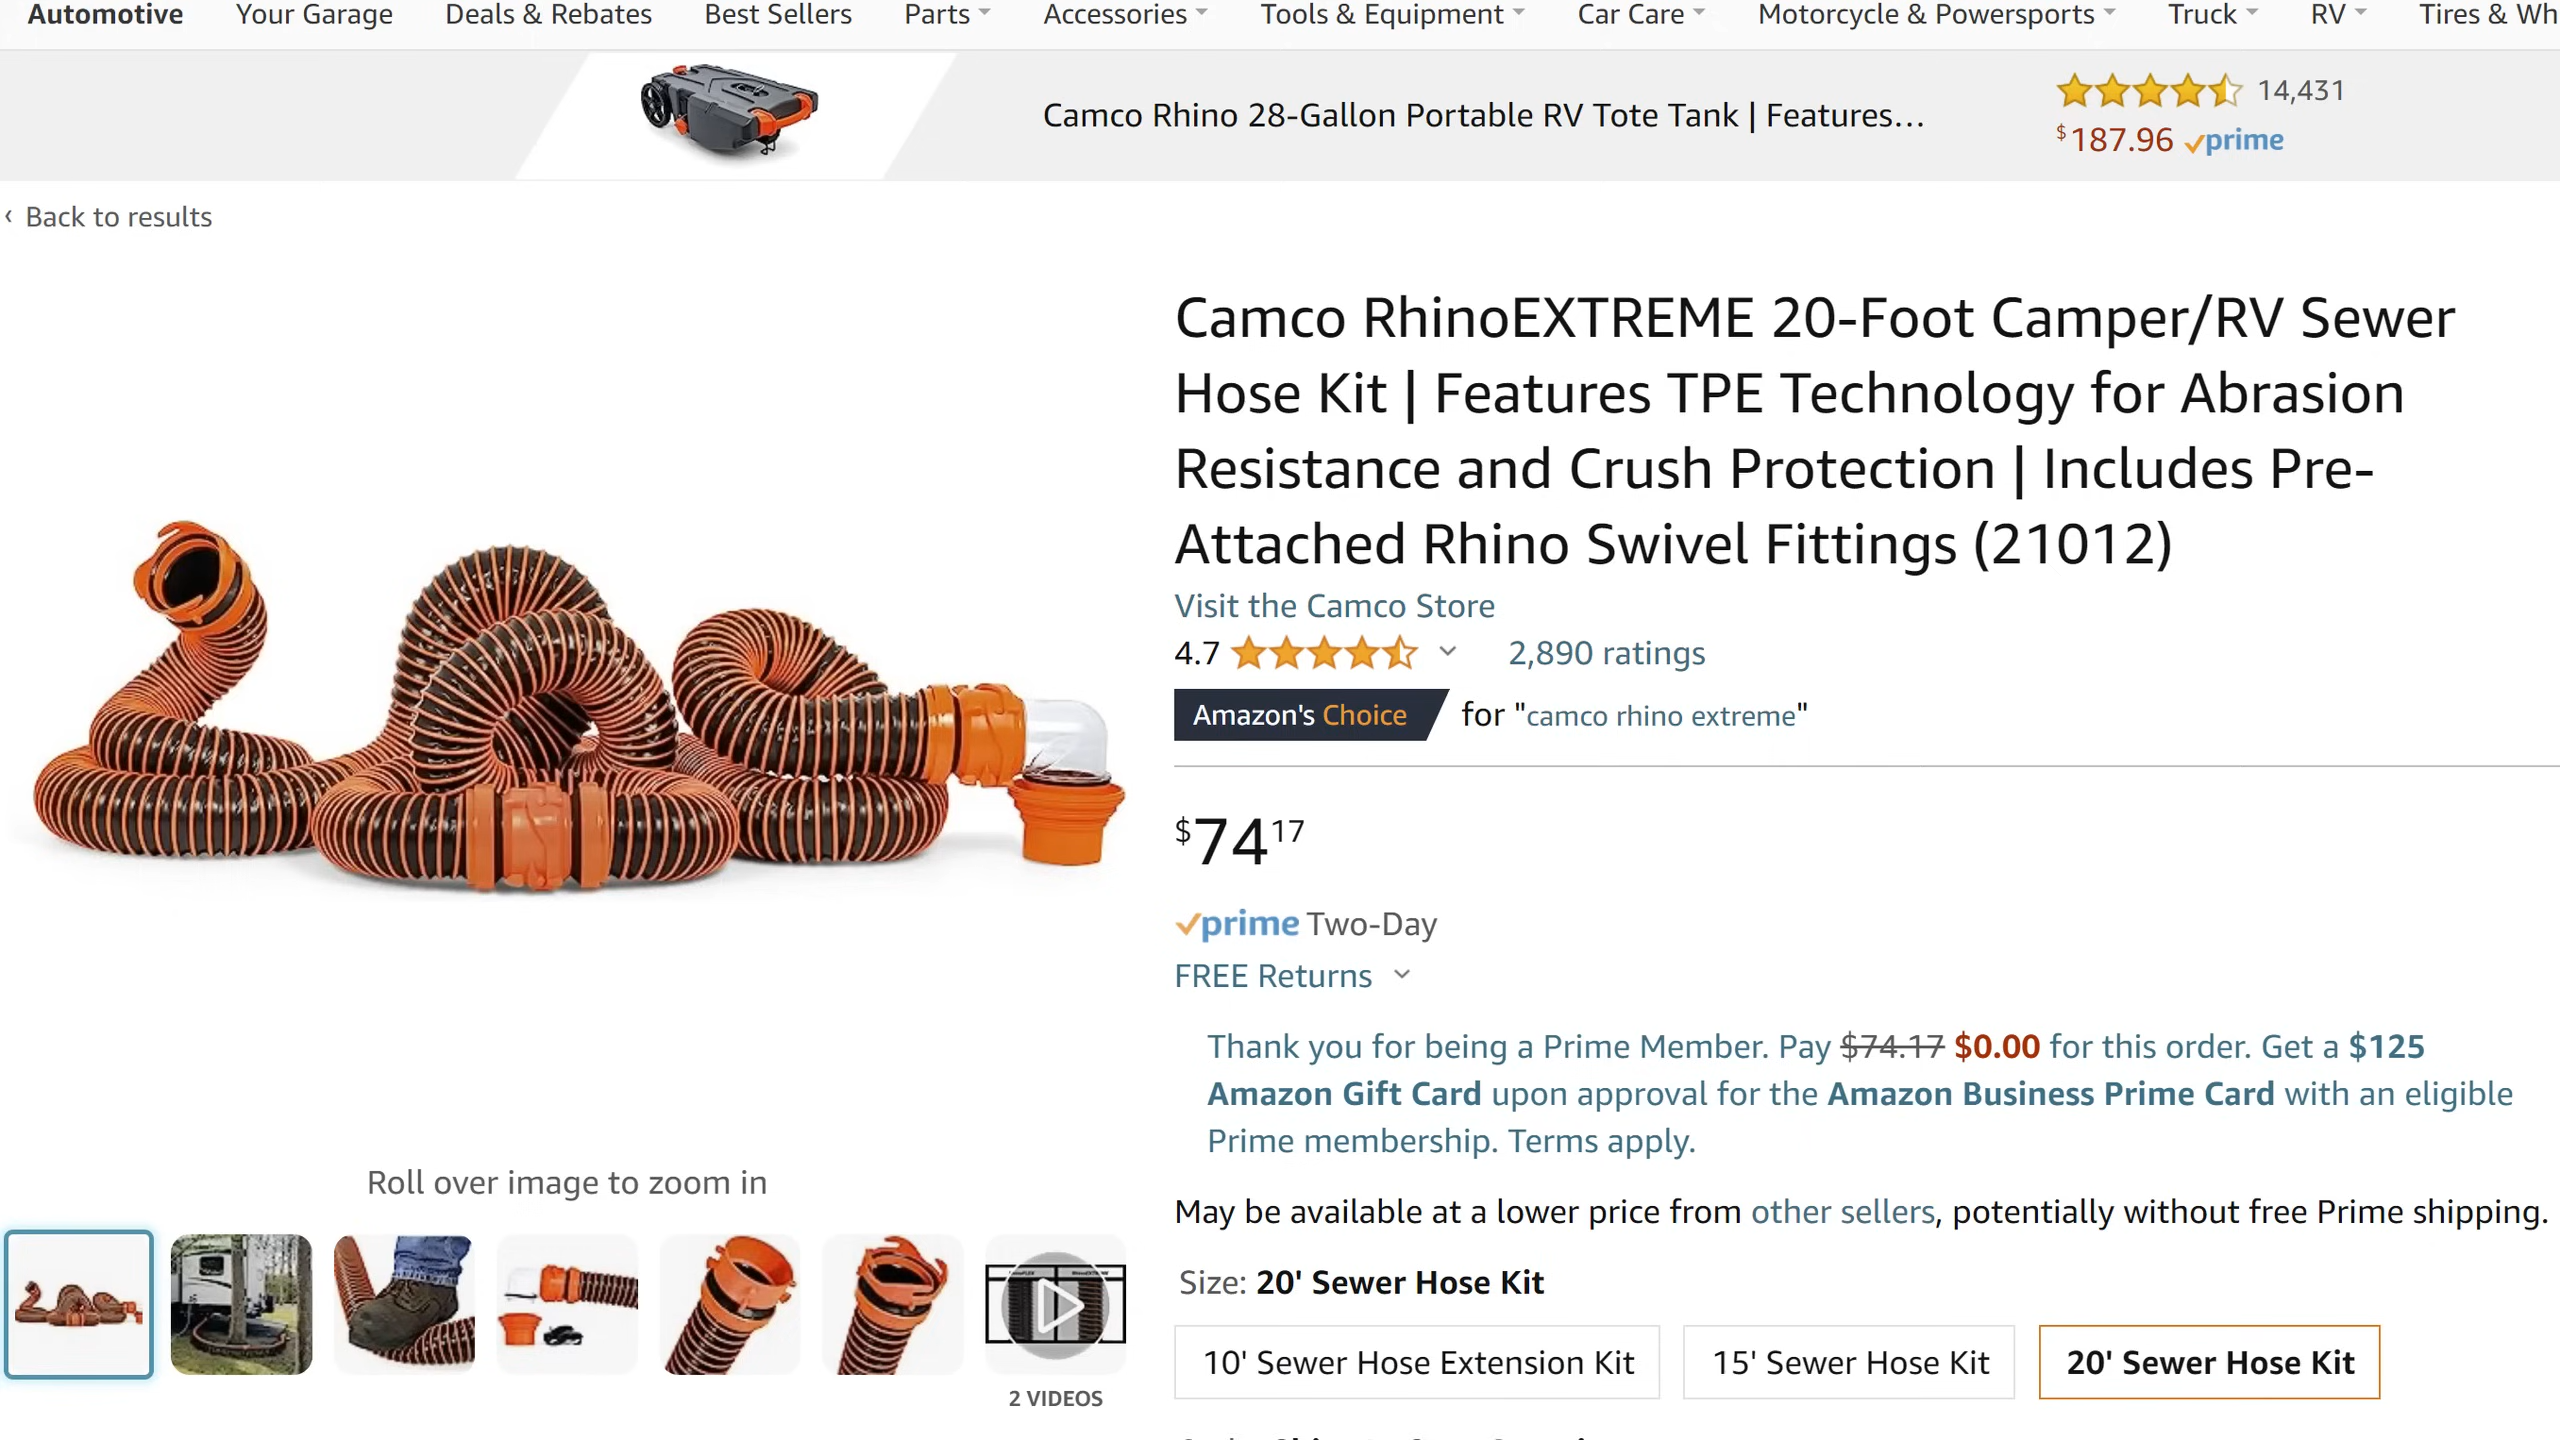 Automotive Your Garage Deals & Rebates Best Sellers Parts Accessories Tools & Equipment Car Care Motorcycle & Powersports Truck RV Tires & Wh
Camco Rhino 28-Gallon Portable RV Tote Tank | Features...
14,431
$187.96 prime
‹ Back to results
Camco RhinoEXTREME 20-Foot Camper/RV Sewer
Hose Kit | Features TPE Technology for Abrasion
Resistance and Crush Protection | Includes Pre-
Attached Rhino Swivel Fittings (21012)
Visit the Camco Store
4.7 2,890 ratings
Amazon's Choice for "camco rhino extreme"
$74 17
prime Two-Day
FREE Returns
Thank you for being a Prime Member. Pay $74.17 $0.00 for this order. Get a $125
Amazon Gift Card upon approval for the Amazon Business Prime Card with an eligible
Prime membership. Terms apply.
May be available at a lower price from other sellers, potentially without free Prime shipping.
Size: 20' Sewer Hose Kit
10' Sewer Hose Extension Kit 15' Sewer Hose Kit 20' Sewer Hose Kit
Roll over image to zoom in
2 VIDEOS